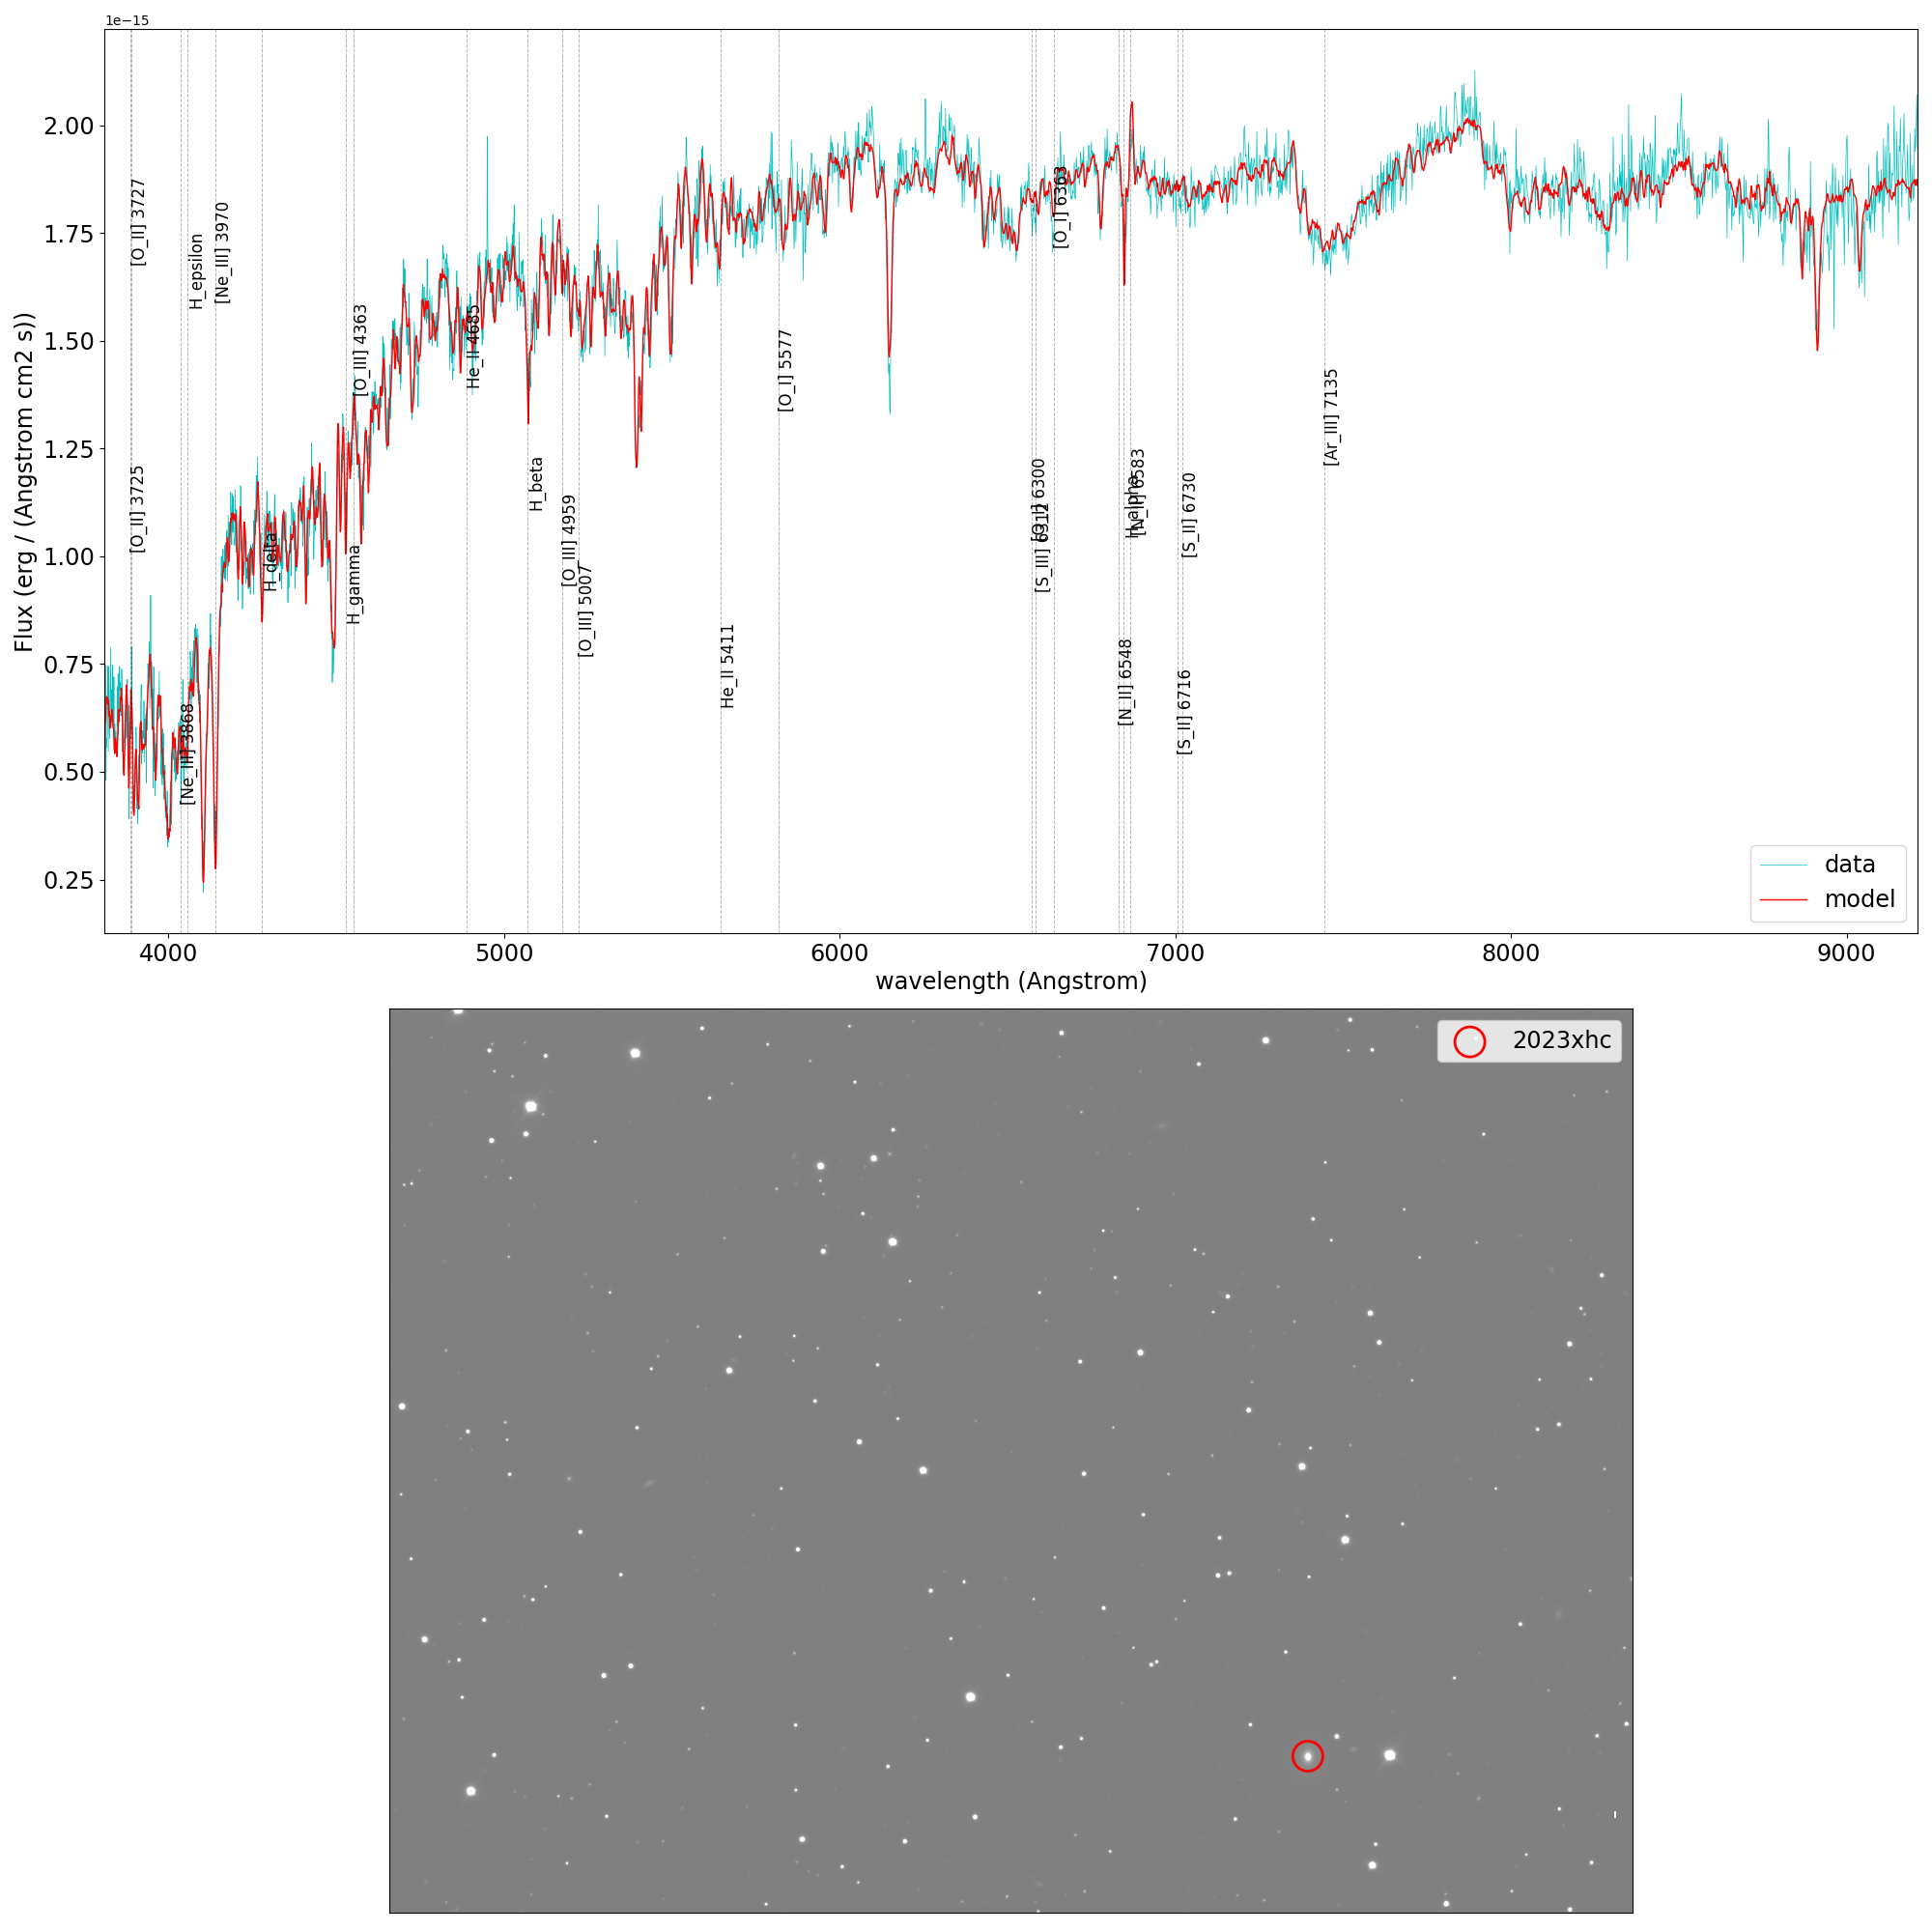 1e−15
Flux (erg / (Angstrom cm2 s))
2.00
1.75
1.50
1.25
1.00
0.75
0.50
0.25
[O_II] 3725
[O_II] 3727
[Ne_III] 3868
H_epsilon
[Ne_III] 3970
H_delta
H_gamma
[O_III] 4363
He_II 4685
H_beta
[O_III] 4959
[O_III] 5007
He_II 5411
[O_I] 5577
[O_I] 6300
[S_III] 6312
[O_I] 6363
[N_II] 6548
H_alpha
[N_II] 6583
[S_II] 6716
[S_II] 6730
[Ar_III] 7135
data
model
4000 5000 6000 7000 8000 9000
wavelength (Angstrom)
2023xhc